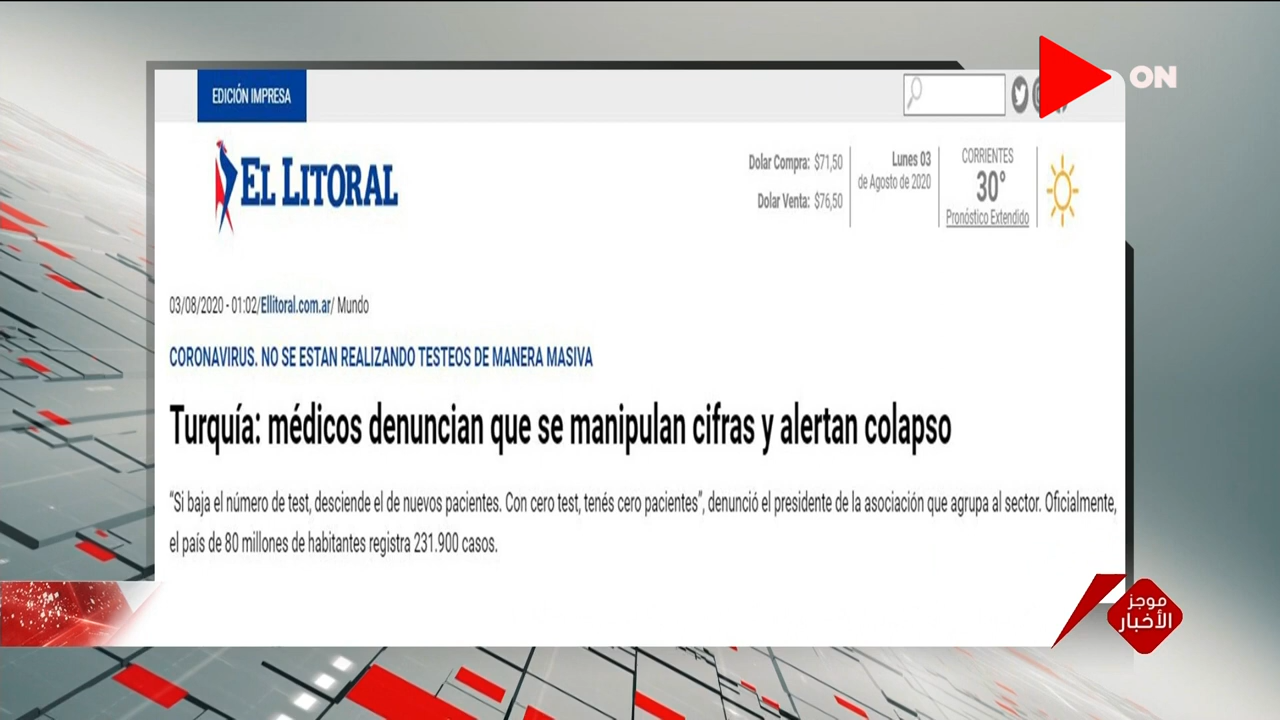 EDICIÓN IMPRESA
ON
EL LITORAL
Dolar Compra: $71,50
Dolar Venta: $76,50
Lunes 03
de Agosto de 2020
CORRIENTES
30°
Pronóstico Extendido
03/08/2020 - 01:02/Ellitoral.com.ar/ Mundo
CORONAVIRUS. NO SE ESTAN REALIZANDO TESTEOS DE MANERA MASIVA
Turquía: médicos denuncian que se manipulan cifras y alertan colapso
“Si baja el número de test, desciende el de nuevos pacientes. Con cero test, tenés cero pacientes”, denunció el presidente de la asociación que agrupa al sector. Oficialmente,
el país de 80 millones de habitantes registra 231.900 casos.
موجز
الأخبار